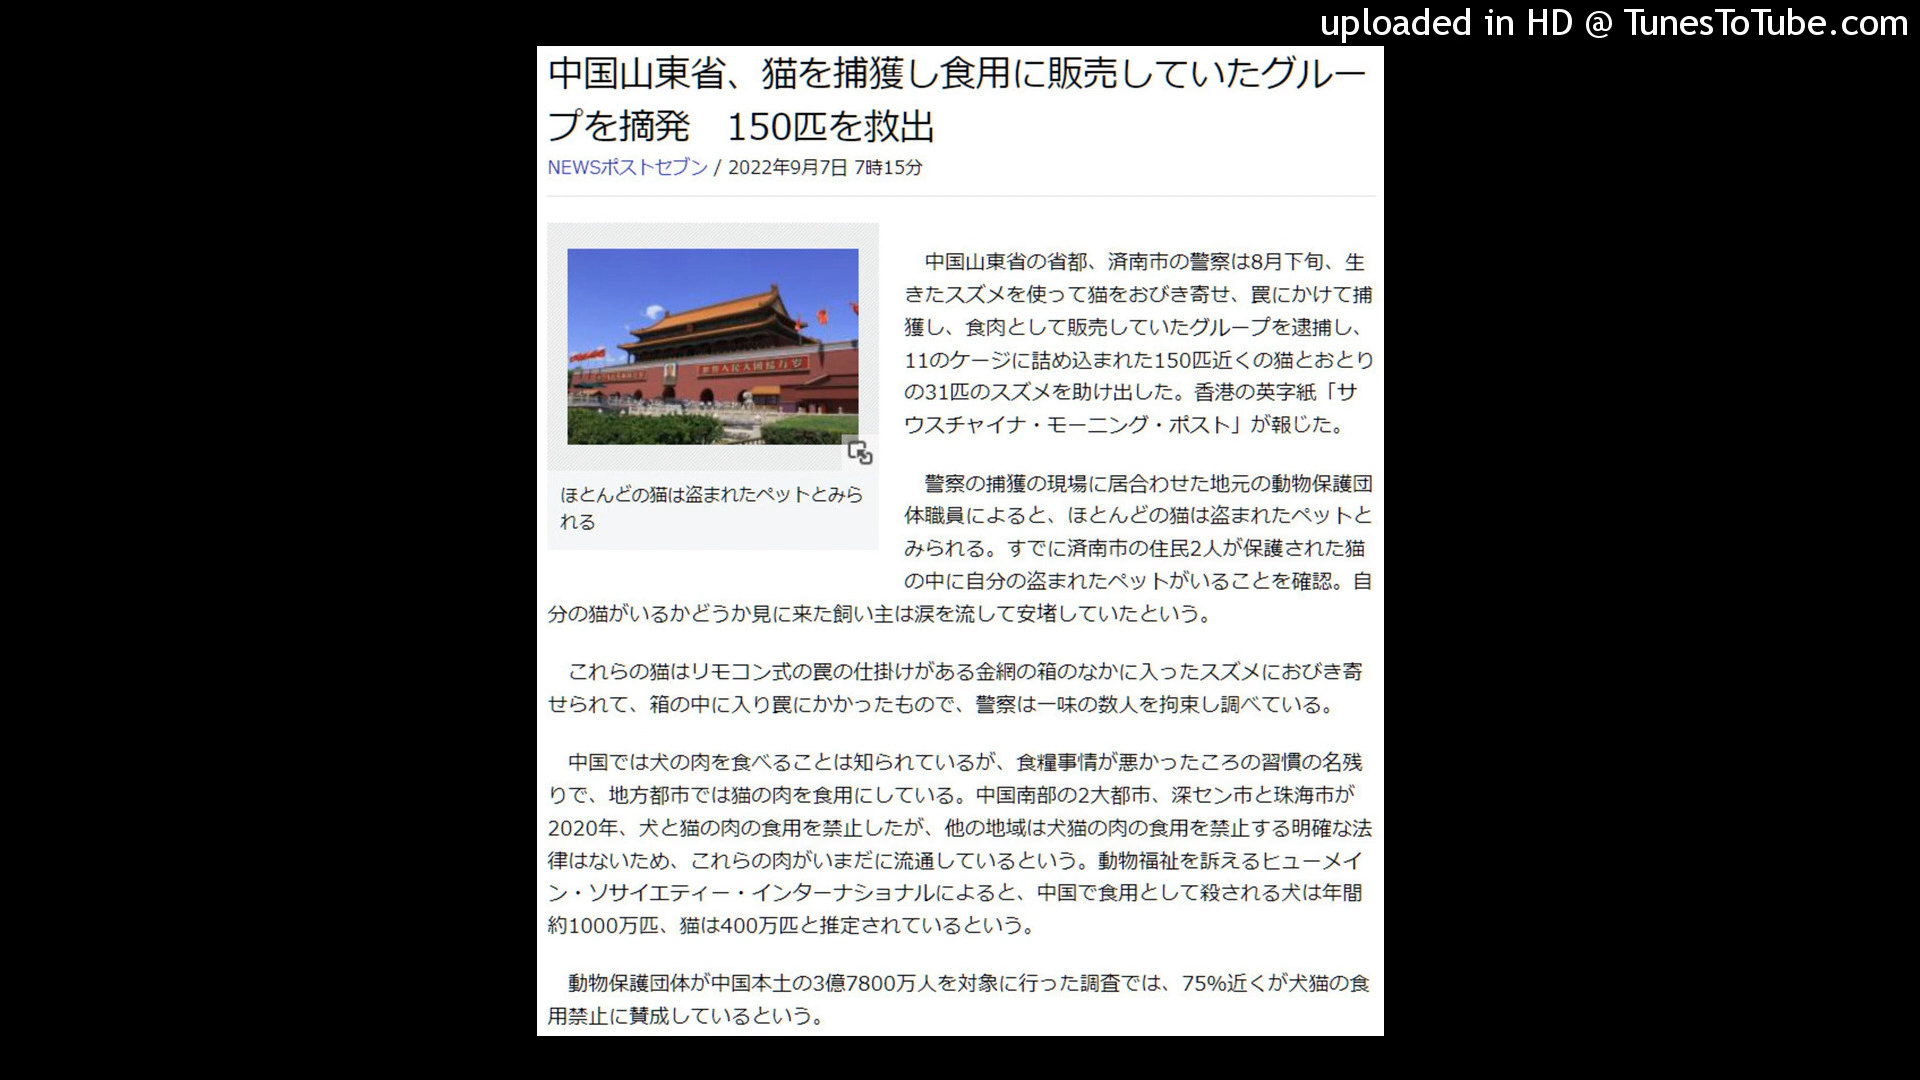 uploaded in HD @ TunesToTube.com
中国山東省、猫を捕獲し食用に販売していたグルー
プを摘発　150匹を救出
NEWSポストセブン / 2022年9月7日 7時15分
ほとんどの猫は盗まれたペットとみら
れる
中国山東省の省都、済南市の警察は8月下旬、生
きたスズメを使って猫をおびき寄せ、罠にかけて捕
獲し、食肉として販売していたグループを逮捕し、
11のケージに詰め込まれた150匹近くの猫とおとり
の31匹のスズメを助け出した。香港の英字紙「サ
ウスチャイナ・モーニング・ポスト」が報じた。
警察の捕獲の現場に居合わせた地元の動物保護団
体職員によると、ほとんどの猫は盗まれたペットと
みられる。すでに済南市の住民2人が保護された猫
の中に自分の盗まれたペットがいることを確認。自
分の猫がいるかどうか見に来た飼い主は涙を流して安堵していたという。
これらの猫はリモコン式の罠の仕掛けがある金網の箱のなかに入ったスズメにおびき寄
せられて、箱の中に入り罠にかかったもので、警察は一味の数人を拘束し調べている。
中国では犬の肉を食べることは知られているが、食糧事情が悪かったころの習慣の名残
りで、地方都市では猫の肉を食用にしている。中国南部の2大都市、深セン市と珠海市が
2020年、犬と猫の肉の食用を禁止したが、他の地域は犬猫の肉の食用を禁止する明確な法
律はないため、これらの肉がいまだに流通しているという。動物福祉を訴えるヒューメイ
ン・ソサイエティー・インターナショナルによると、中国で食用として殺される犬は年間
約1000万匹、猫は400万匹と推定されているという。
動物保護団体が中国本土の3億7800万人を対象に行った調査では、75%近くが犬猫の食
用禁止に賛成しているという。